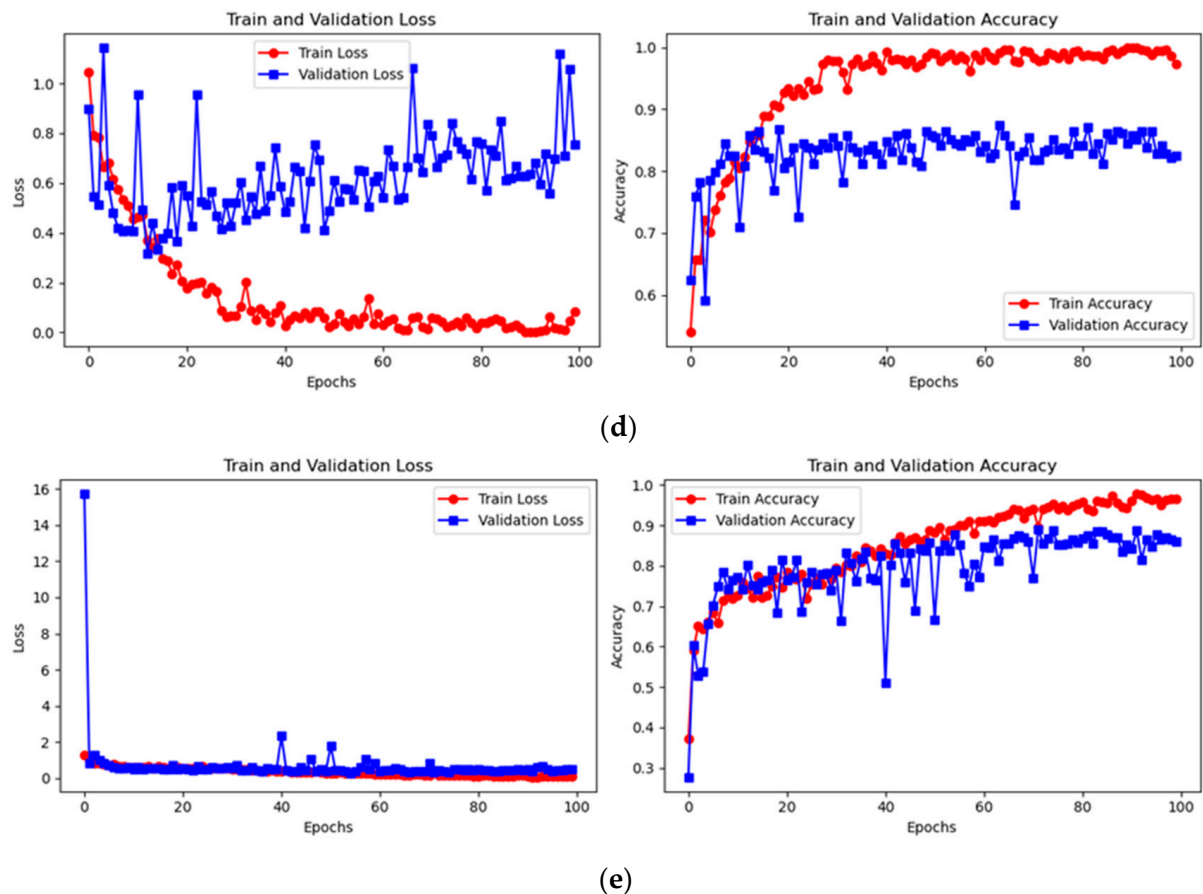 Train and Validation Loss
Train and Validation Accuracy
Train Loss
Validation Loss
Loss
1.0
0.8
0.6
0.4
0.2
0.0
0 20 40 60 80 100
Epochs
Accuracy
1.0
0.9
0.8
0.7
0.6
Train Accuracy
Validation Accuracy
0 20 40 60 80 100
Epochs
(d)
Train and Validation Loss
Train and Validation Accuracy
Train Loss
Validation Loss
Loss
16
14
12
10
8
6
4
2
0
0 20 40 60 80 100
Epochs
Train Accuracy
Validation Accuracy
Accuracy
1.0
0.9
0.8
0.7
0.6
0.5
0.4
0.3
0 20 40 60 80 100
Epochs
(e)